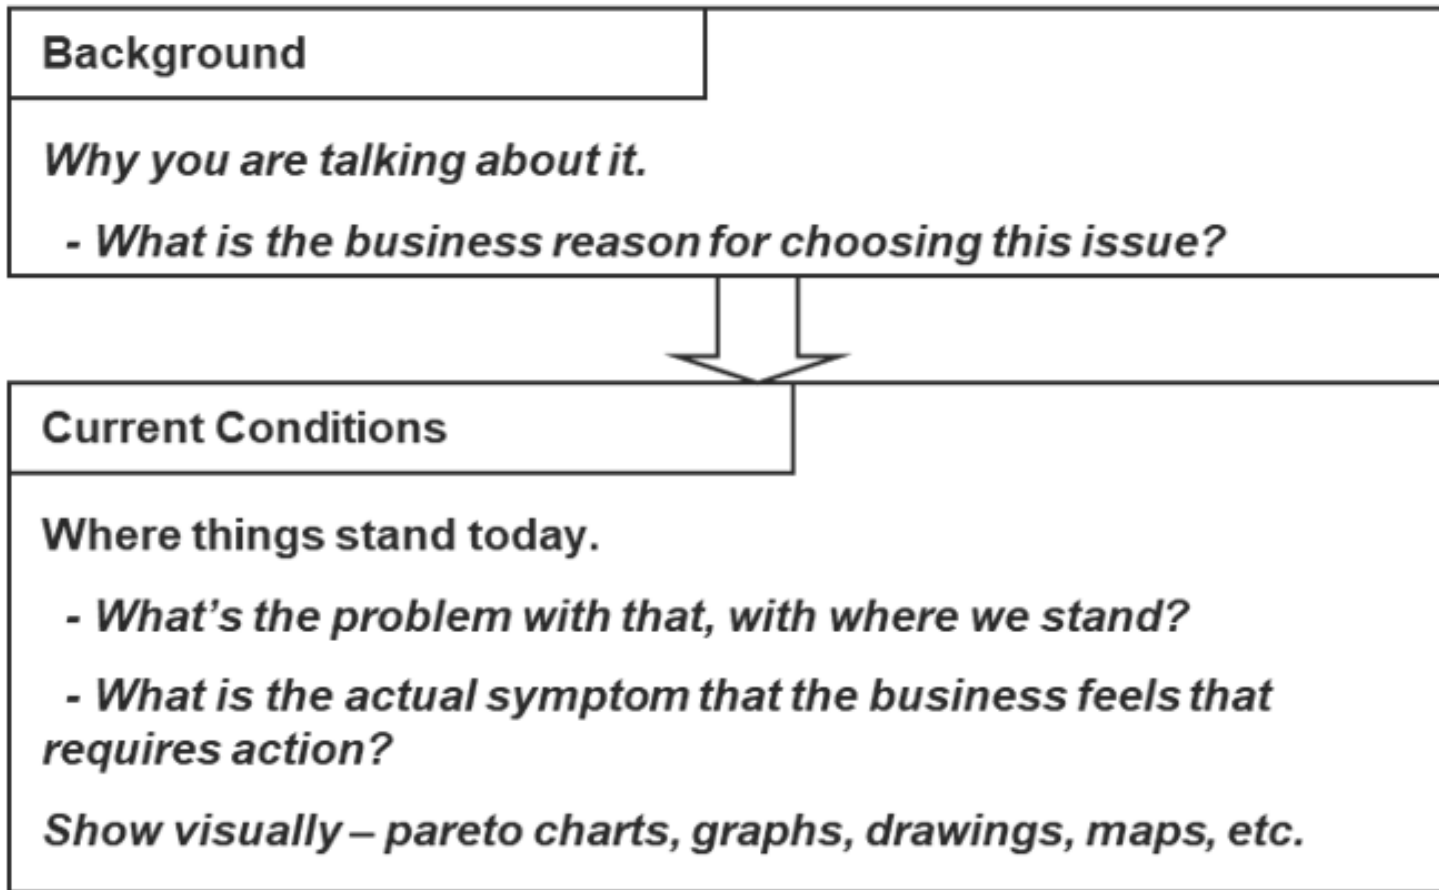 Background
Why you are talking about it.
- What is the business reason for choosing this issue?
Current Conditions
Where things stand today.
- What’s the problem with that, with where we stand?
- What is the actual symptom that the business feels that
requires action?
Show visually – pareto charts, graphs, drawings, maps, etc.